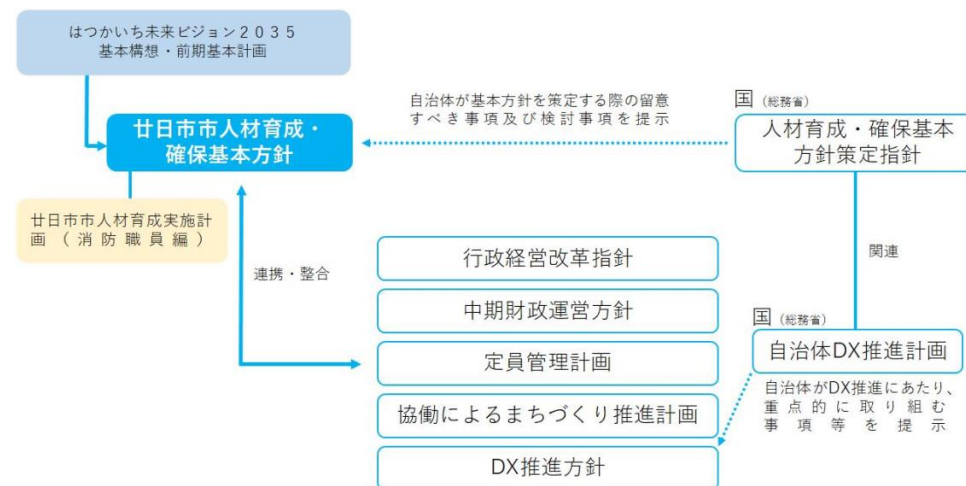 はつかいち未来ビジョン２０３５
基本構想・前期基本計画
自治体が基本方針を策定する際の留意
すべき事項及び検討事項を提示
国（総務省）
廿日市市人材育成・
確保基本方針
人材育成・確保基本
方針策定指針
廿日市市人材育成実施計
画（消防職員編）
連携・整合
行政経営改革指針
関連
中期財政運営方針
国（総務省）
定員管理計画
自治体DX推進計画
自治体がDX推進にあたり、
重点的に取り組む
事項等を提示
協働によるまちづくり推進計画
DX推進方針